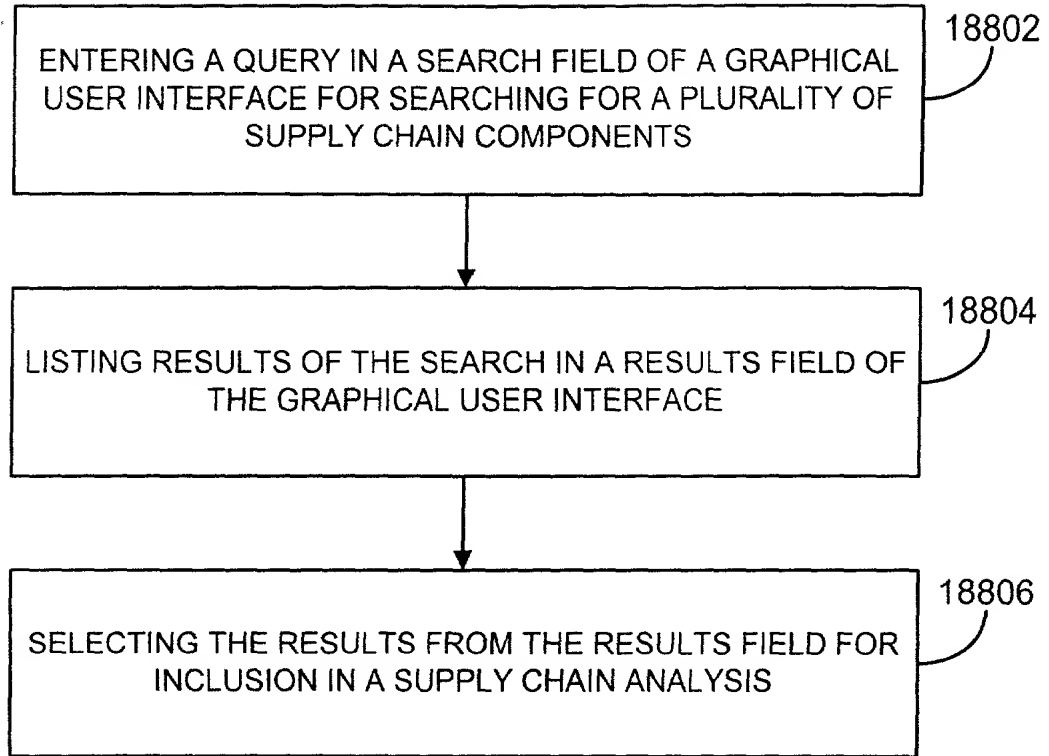 18802
ENTERING A QUERY IN A SEARCH FIELD OF A GRAPHICAL
USER INTERFACE FOR SEARCHING FOR A PLURALITY OF
SUPPLY CHAIN COMPONENTS
18804
LISTING RESULTS OF THE SEARCH IN A RESULTS FIELD OF
THE GRAPHICAL USER INTERFACE
18806
SELECTING THE RESULTS FROM THE RESULTS FIELD FOR
INCLUSION IN A SUPPLY CHAIN ANALYSIS